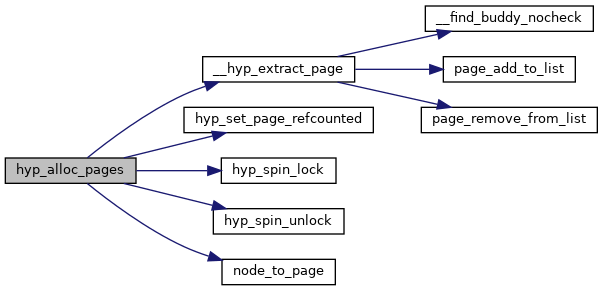 hyp_alloc_pages
__hyp_extract_page
__find_buddy_nocheck
page_add_to_list
page_remove_from_list
hyp_set_page_refcounted
hyp_spin_lock
hyp_spin_unlock
node_to_page